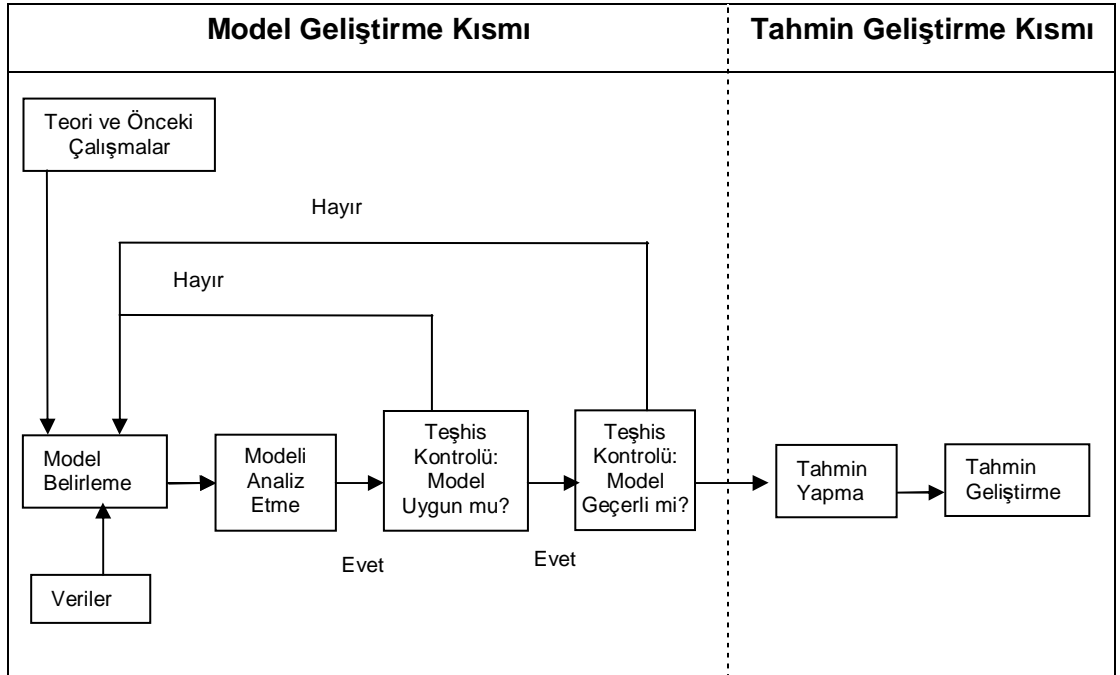 Model Geliştirme Kısmı
Tahmin Geliştirme Kısmı
Teori ve Önceki
Çalışmalar
Hayır
Hayır
Model
Belirleme
Modeli
Analiz
Etme
Teşhis
Kontrolü:
Model
Uygun mu?
Teşhis
Kontrolü:
Model
Geçerli mi?
Tahmin
Yapma
Tahmin
Geliştirme
Evet
Evet
Veriler